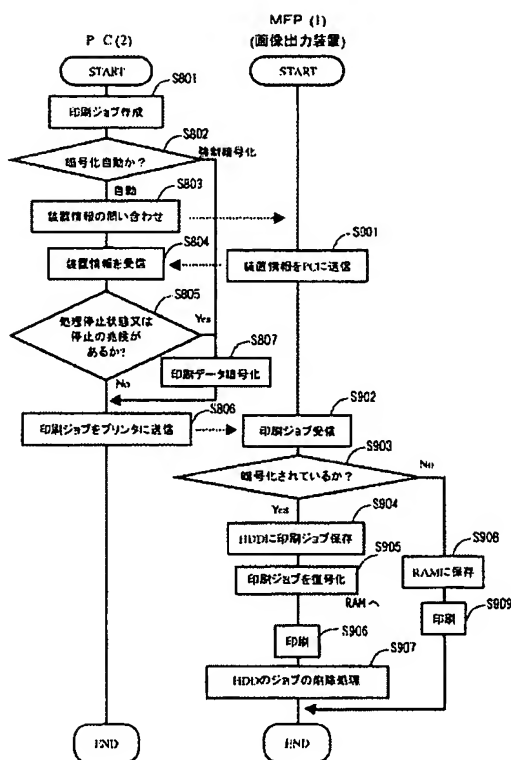 MFP (1)
(画像出力装置)
PC(2)
START
START
S801
印刷ジョブ作成
S802
暗号化自動か?
強制暗号化
自動
S803
装置情報の問い合わせ
S804
装置情報を受信
S901
装置情報をPCに送信
S805
処理停止状態又は
停止の兆候が
あるか?
Yes
No
S807
印刷データ暗号化
S806
印刷ジョブをプリンタに送信
S902
印刷ジョブ受信
S903
暗号化されているか?
No
Yes
S904
HDDに印刷ジョブ保存
S905
印刷ジョブを復号化
RAMへ
S908
RAMに保存
S909
印刷
S906
印刷
S907
HDDのジョブの削除処理
END
END